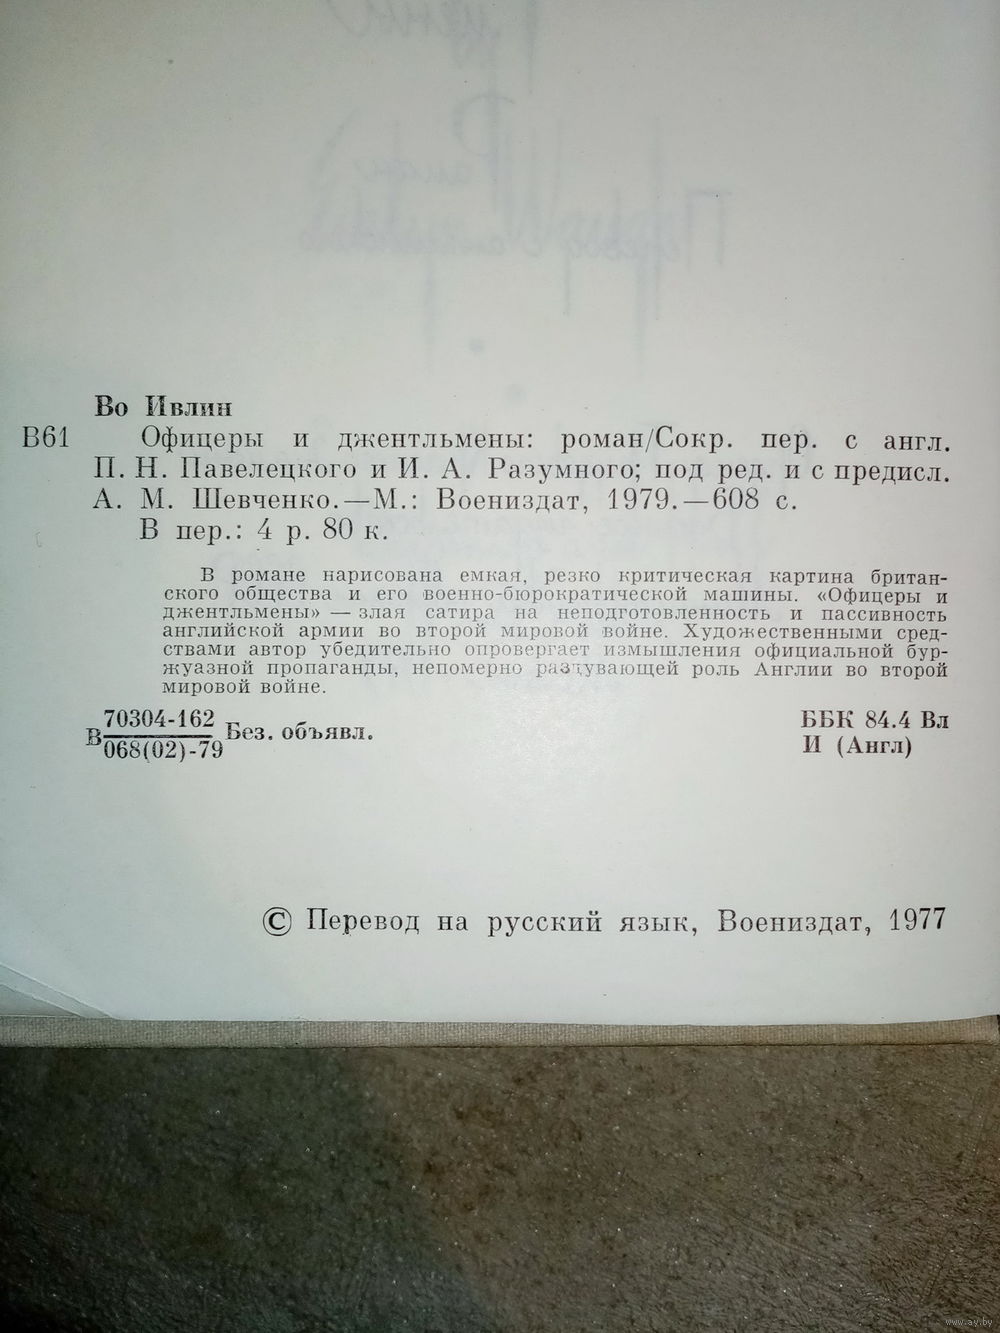 Во Ивлин
В61 Офицеры и джентльмены: роман/Сокр. пер. с англ.
П. Н. Павелецкого и И. А. Разумного; под ред. и с предисл.
А. М. Шевченко.—М.: Воениздат, 1979.—608 с.
В пер.: 4 р. 80 к.
В романе нарисована емкая, резко критическая картина британ-
ского общества и его военно-бюрократической машины. «Офицеры и
джентльмены» — злая сатира на неподготовленность и пассивность
английской армии во второй мировой войне. Художественными сред-
ствами автор убедительно опровергает измышления официальной бур-
жуазной пропаганды, непомерно раздувающей роль Англии во второй
мировой войне.
В 70304-162
068(02)-79 Без. объявл.
ББК 84.4 Вл
И (Англ)
© Перевод на русский язык, Воениздат, 1977
www.ay.by